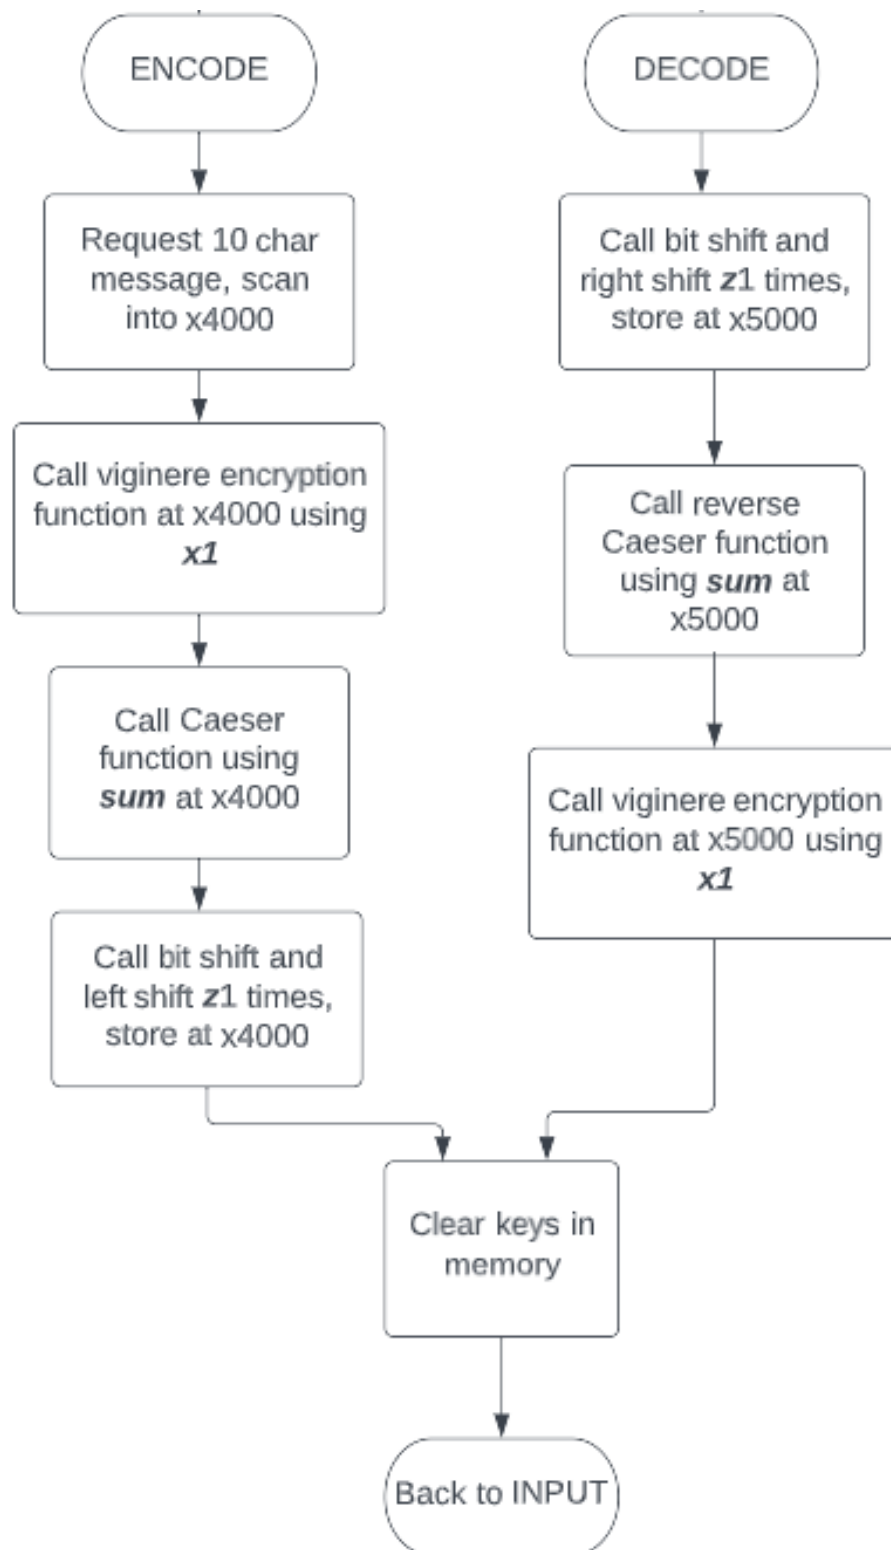 ENCODE
Request 10 char
message, scan
into x4000
Call viginere encryption
function at x4000 using
x1
Call Caeser
function using
sum at x4000
Call bit shift and
left shift z1 times,
store at x4000
DECODE
Call bit shift and
right shift z1 times,
store at x5000
Call reverse
Caeser function
using sum at
x5000
Call viginere encryption
function at x5000 using
x1
Clear keys in
memory
Back to INPUT